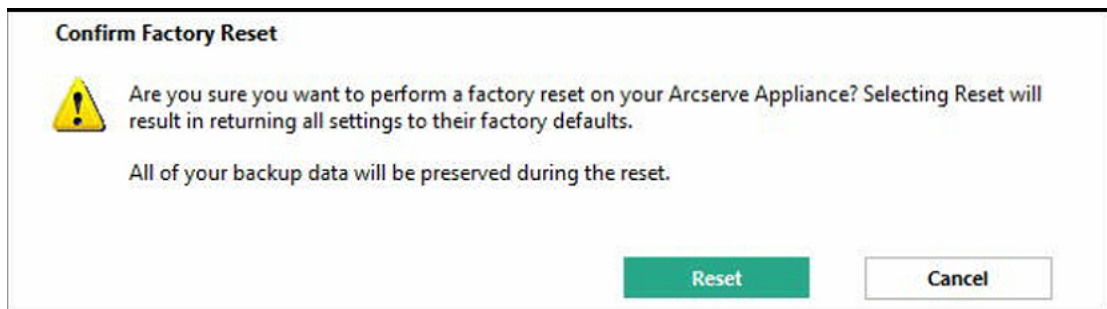 Confirm Factory Reset
Are you sure you want to perform a factory reset on your Arcserve Appliance? Selecting Reset will
result in returning all settings to their factory defaults.
All of your backup data will be preserved during the reset.
Reset Cancel